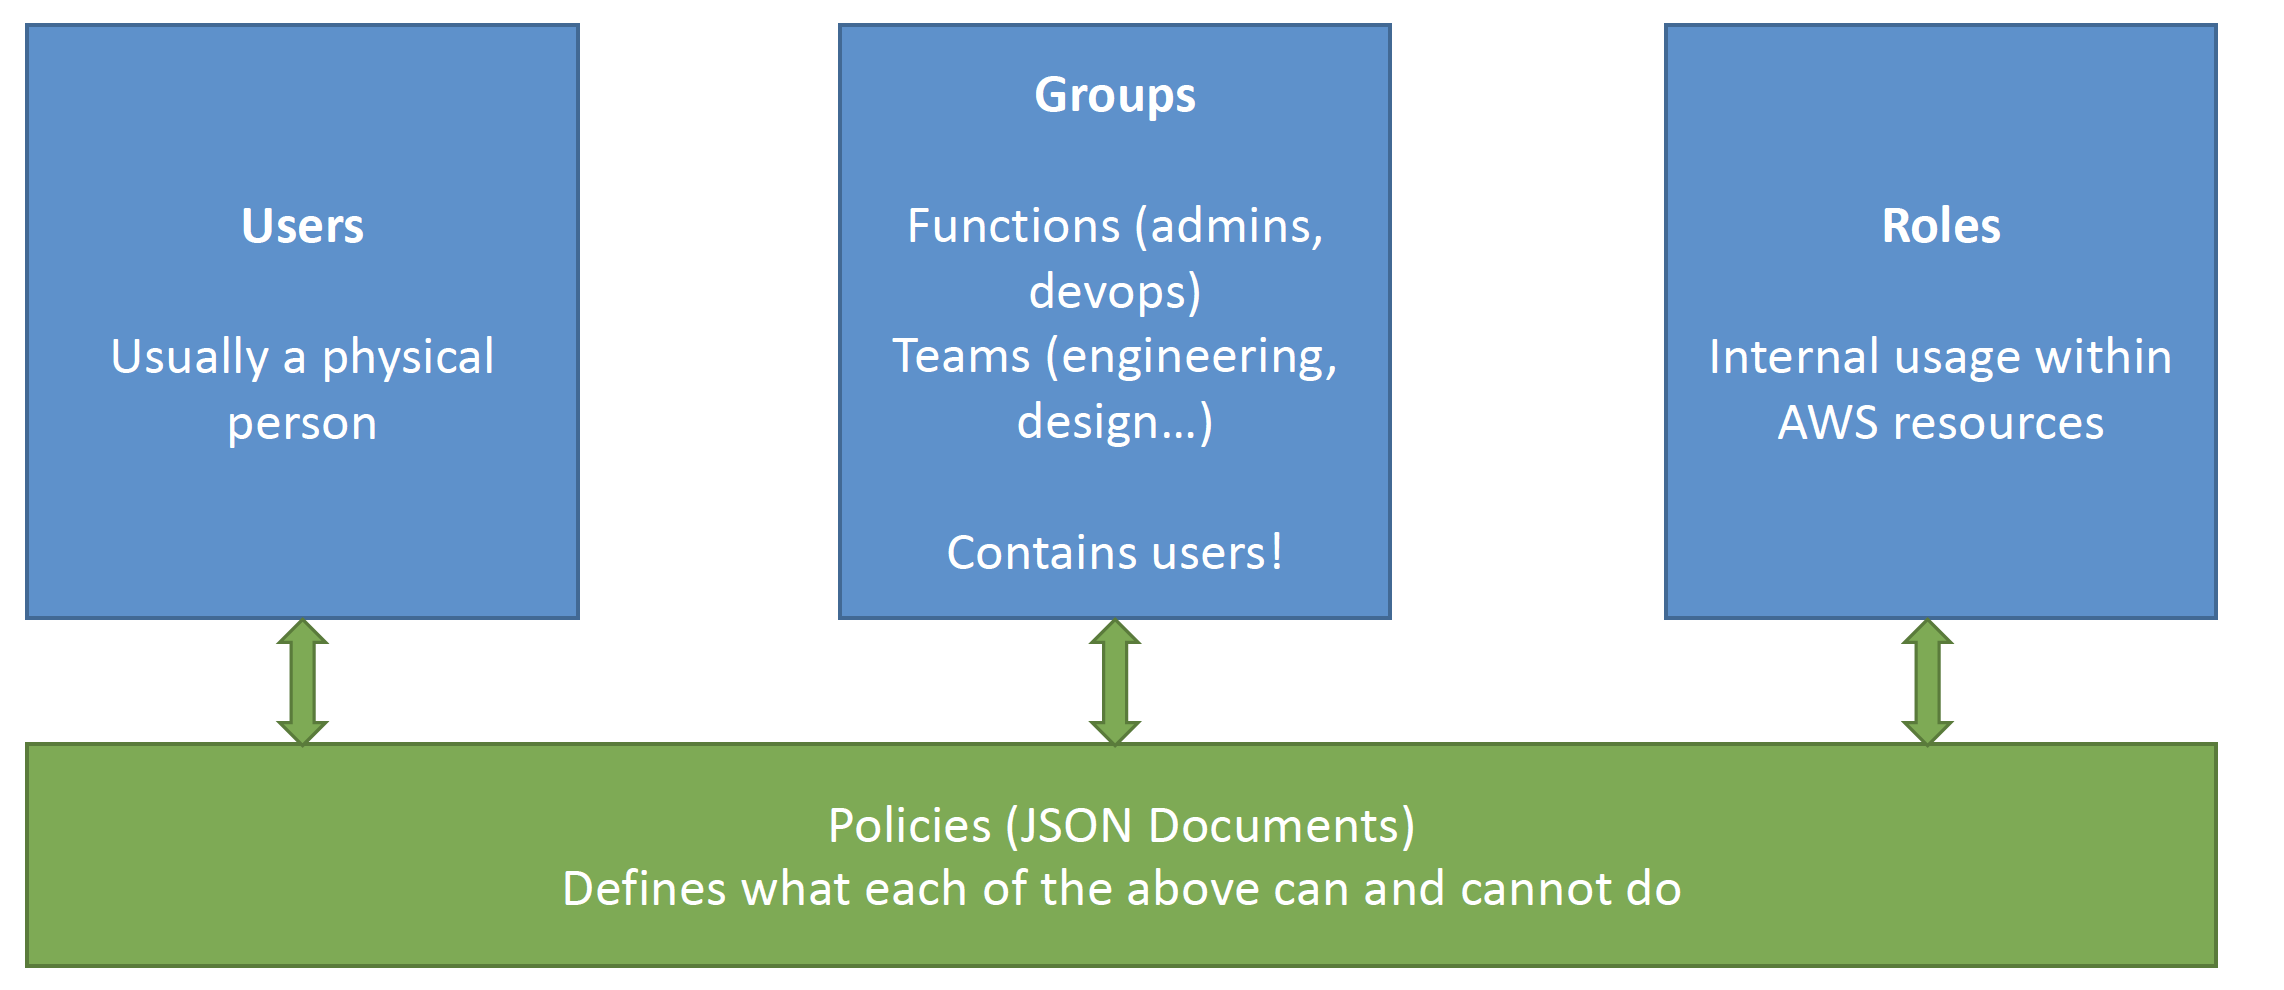 Users
Usually a physical
person
Groups
Functions (admins,
devops)
Teams (engineering,
design...)
Contains users!
Roles
Internal usage within
AWS resources
Policies (JSON Documents)
Defines what each of the above can and cannot do